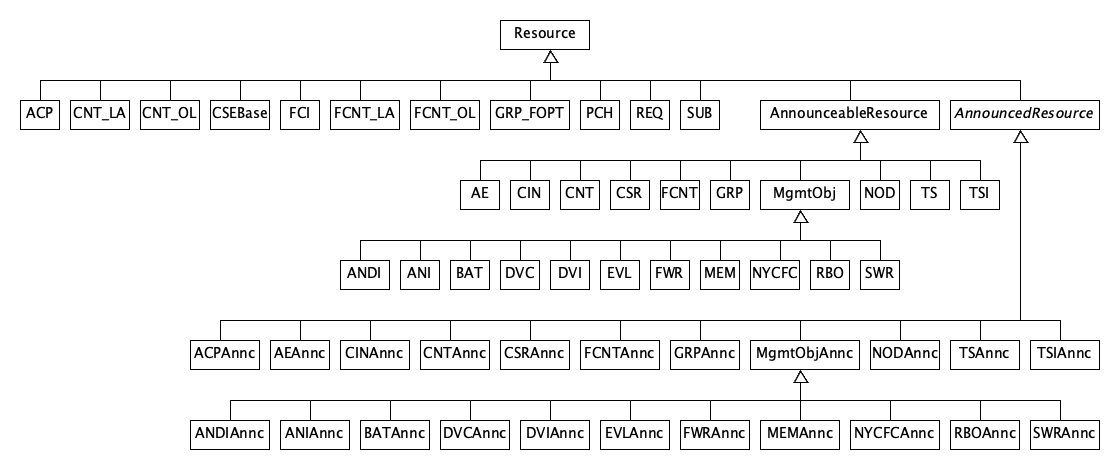 Resource
ACP CNT_LA CNT_OL CSEBase FCI FCNT_LA FCNT_OL GRP_FOPT PCH REQ SUB AnnounceableResource AnnouncedResource
AE CIN CNT CSR FCNT GRP MgmtObj NOD TS TSI
ANDI ANI BAT DVC DVI EVL FWR MEM NYCFC RBO SWR
ACPAnnc AEAnnc CINAnnc CNTAnnc CSRAnnc FCNTAnnc GRPAnnc MgmtObjAnnc NODAnnc TSAnnc TSIAnnc
ANDIAnnc ANIAnnc BATAnnc DVCAnnc DVIAnnc EVLAnnc FWRAnnc MEMAnnc NYCFCAnnc RBOAnnc SWRAnnc